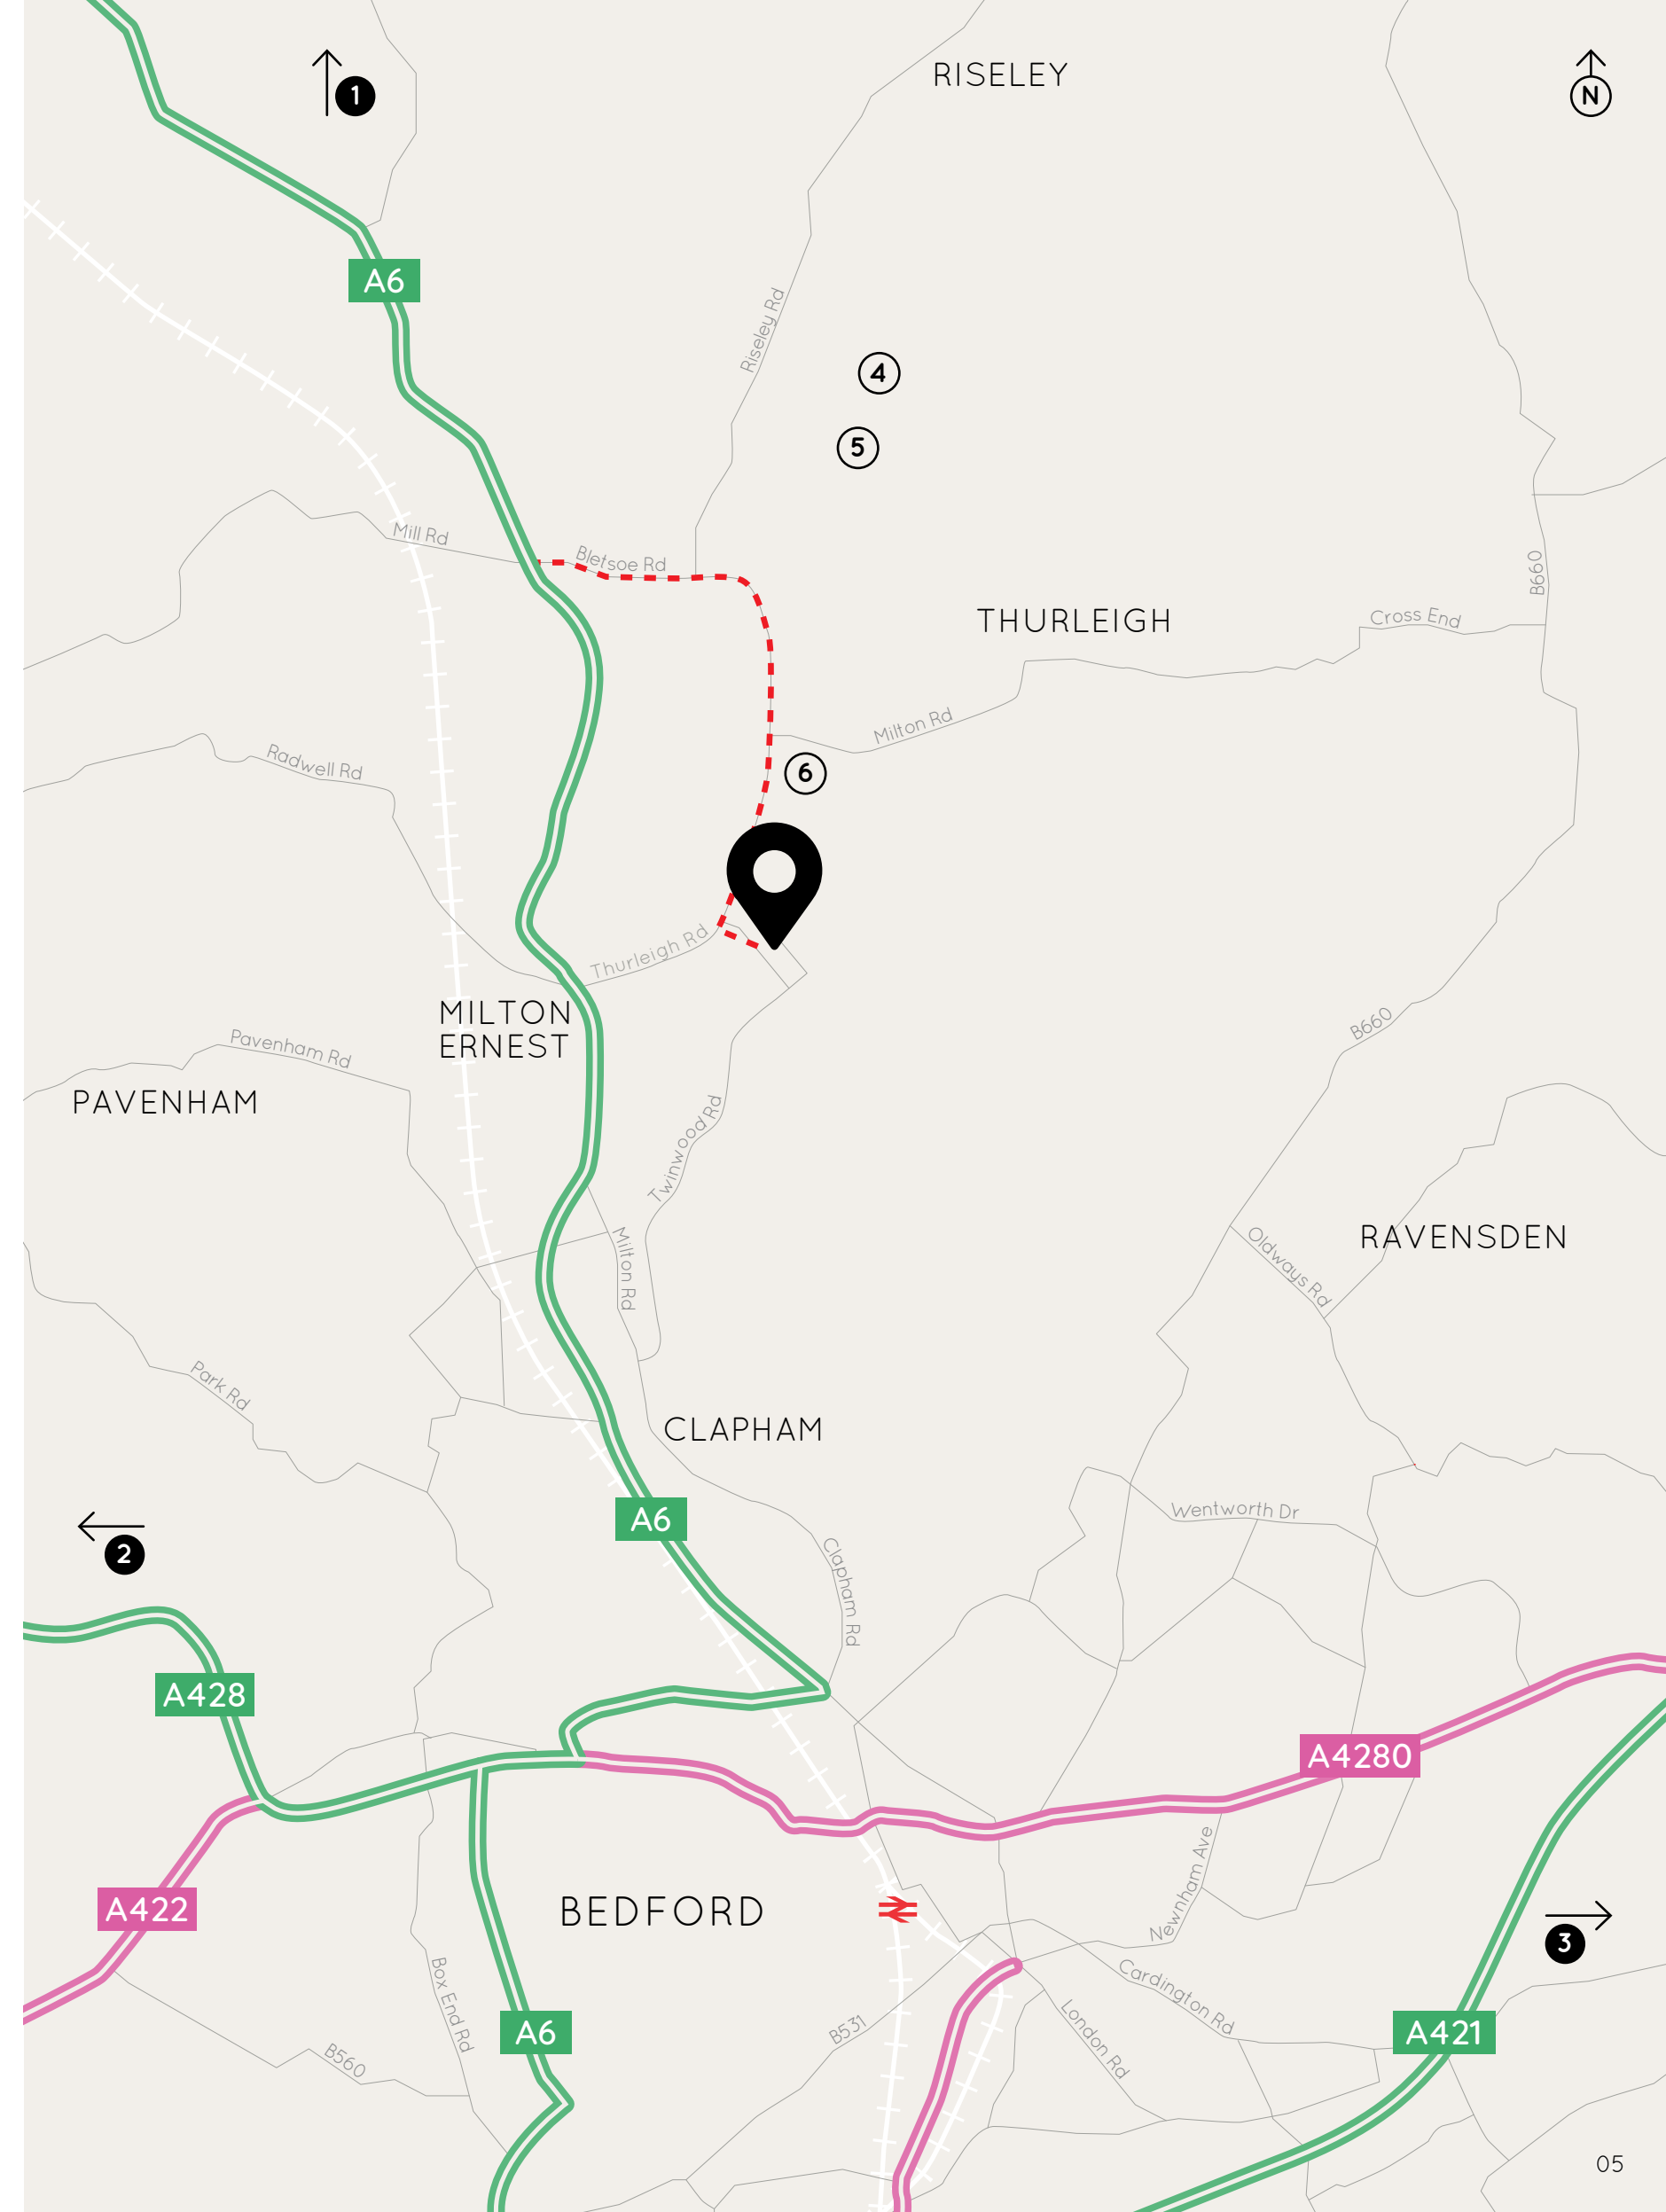 RISELEY
N
1
A6
Riseley Rd
4
5
Mill Rd
Bletsoe Rd
B660
THURLEIGH
Cross End
Milton Rd
Radwell Rd
6
Thurleigh Rd
MILTON
ERNEST
B660
Pavenham Rd
PAVENHAM
Twinwood Rd
RAVENSDEN
Oldways Rd
Milton Rd
Park Rd
CLAPHAM
Wentworth Dr
A6
2
Clapham Rd
A428
A4280
A422
BEDFORD
Newnham Ave
3
Box End Rd
Cardington Rd
London Rd
B531
A6
A421
B560
05